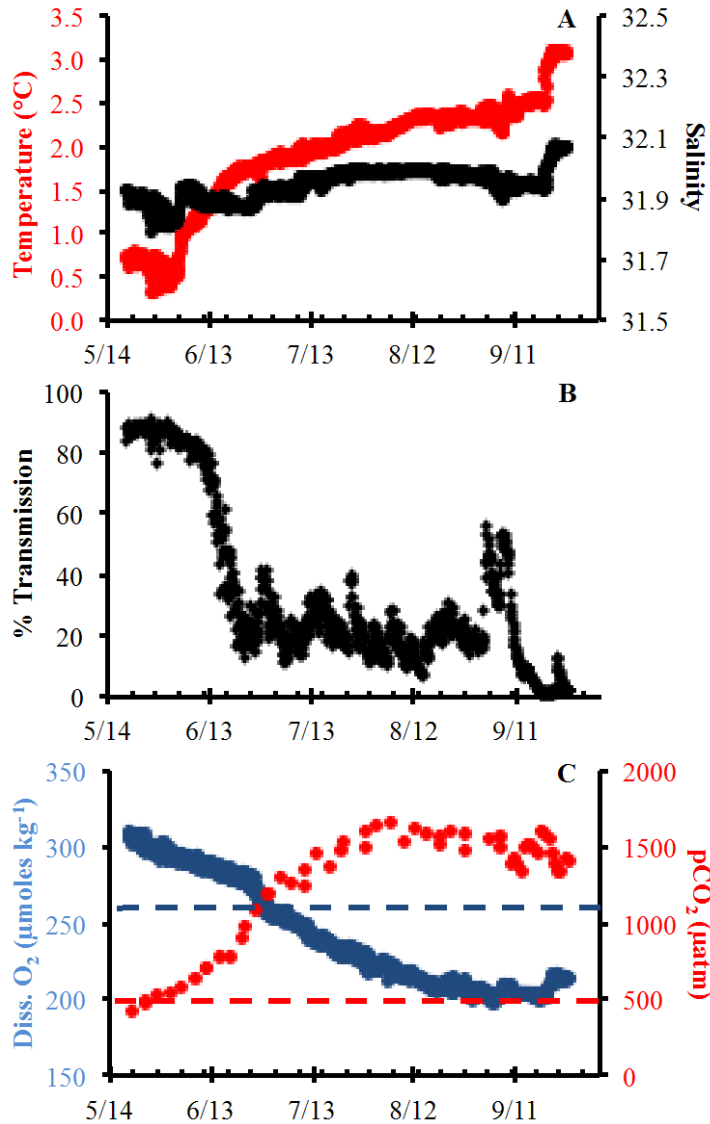 A
3.5
3.0
2.5
2.0
1.5
1.0
0.5
0.0
Temperature (°C)
32.5
32.3
32.1
31.9
31.7
31.5
Salinity
5/14 6/13 7/13 8/12 9/11
B
100
80
60
40
20
0
% Transmission
5/14 6/13 7/13 8/12 9/11
C
350
300
250
200
150
Diss. O₂ (µmoles kg⁻¹)
2000
1500
1000
500
0
pCO₂ (µatm)
5/14 6/13 7/13 8/12 9/11